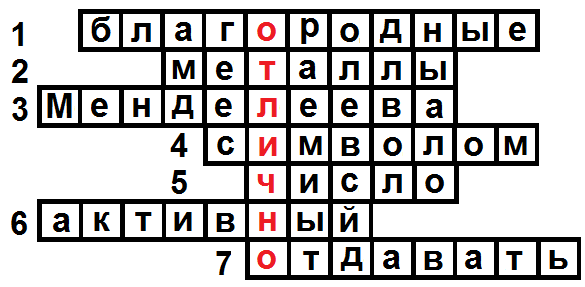 1 благородные
2 металлы
3 Менделеева
4 символом
5 число
6 активный
7 отдавать